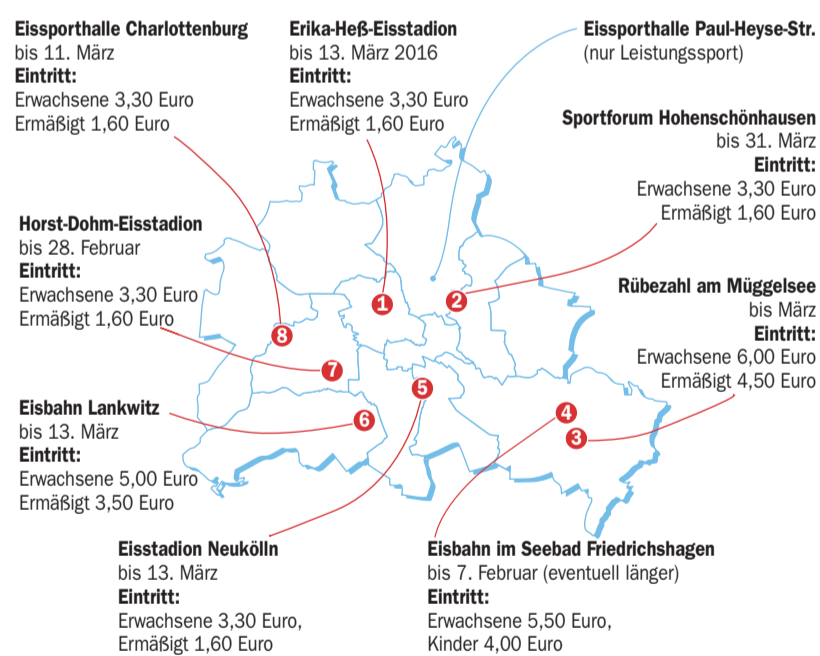 Eissporthalle Charlottenburg
bis 11. März
Eintritt:
Erwachsene 3,30 Euro
Ermäßigt 1,60 Euro
Erika-Heß-Eisstadion
bis 13. März 2016
Eintritt:
Erwachsene 3,30 Euro
Ermäßigt 1,60 Euro
Eissporthalle Paul-Heyse-Str.
(nur Leistungssport)
Sportforum Hohenschönhausen
bis 31. März
Eintritt:
Erwachsene 3,30 Euro
Ermäßigt 1,60 Euro
Horst-Dohm-Eisstadion
bis 28. Februar
Eintritt:
Erwachsene 3,30 Euro
Ermäßigt 1,60 Euro
Rübezahl am Müggelsee
bis März
Eintritt:
Erwachsene 6,00 Euro
Ermäßigt 4,50 Euro
1
2
8
7
5
4
6
3
Eisbahn Lankwitz
bis 13. März
Eintritt:
Erwachsene 5,00 Euro
Ermäßigt 3,50 Euro
Eisstadion Neukölln
bis 13. März
Eintritt:
Erwachsene 3,30 Euro,
Ermäßigt 1,60 Euro
Eisbahn im Seebad Friedrichshagen
bis 7. Februar (eventuell länger)
Eintritt:
Erwachsene 5,50 Euro,
Kinder 4,00 Euro